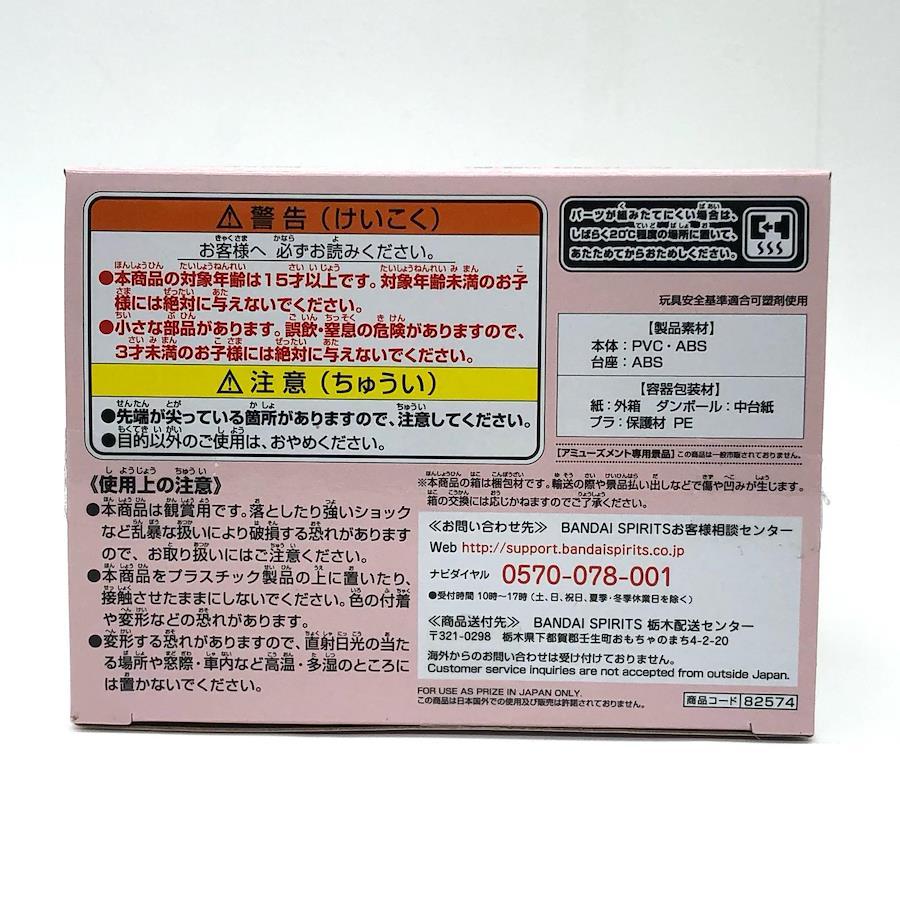 ⚠警告（けいこく）
お客様へ 必ずお読みください。
●本商品の対象年齢は15才以上です。対象年齢未満のお子
様には絶対に与えないでください。
●小さな部品があります。誤飲・窒息の危険がありますので、
3才未満のお子様には絶対に与えないでください。
⚠注意（ちゅうい）
●先端が尖っている箇所がありますので、注意してください。
●目的以外のご使用は、おやめください。
《使用上の注意》
●本商品は観賞用です。落としたり強いショック
など乱暴な扱いにより破損する恐れがあります
ので、お取り扱いにはご注意ください。
●本商品をプラスチック製品の上に置いたり、
接触させたままにしないでください。色の付着
や変形などの恐れがあります。
●変形する恐れがありますので、直射日光の当た
る場所や窓際・車内など高温・多湿のところに
は置かないでください。
パーツが組みたてにくい場合は、
しばらく20℃程度の場所に置いて、
あたためてからおためしください。
玩具安全基準適合可塑剤使用
【製品素材】
本体：PVC・ABS
台座：ABS
【容器包装材】
紙：外箱 ダンボール：中台紙
プラ：保護材 PE
【アミューズメント専用景品】この商品は一般市販されておりません。
※本商品の箱は梱包材です。輸送の際や景品払い出しなどで傷や凹みが生じます。
箱の交換には応じかねますのでご了承ください。
≪お問い合わせ先≫ BANDAI SPIRITSお客様相談センター
Web http://support.bandaispirits.co.jp
ナビダイヤル 0570-078-001
●受付時間 10時～17時（土、日、祝日、夏季・冬季休業日を除く）
≪商品送付先≫ BANDAI SPIRITS 栃木配送センター
〒321-0298 栃木県下都賀郡壬生町おもちゃのまち4-2-20
海外からのお問い合わせは受け付けておりません。
Customer service inquiries are not accepted from outside Japan.
FOR USE AS PRIZE IN JAPAN ONLY.
この商品は日本国外での使用及び販売は許諾されておりません。
商品コード 82574